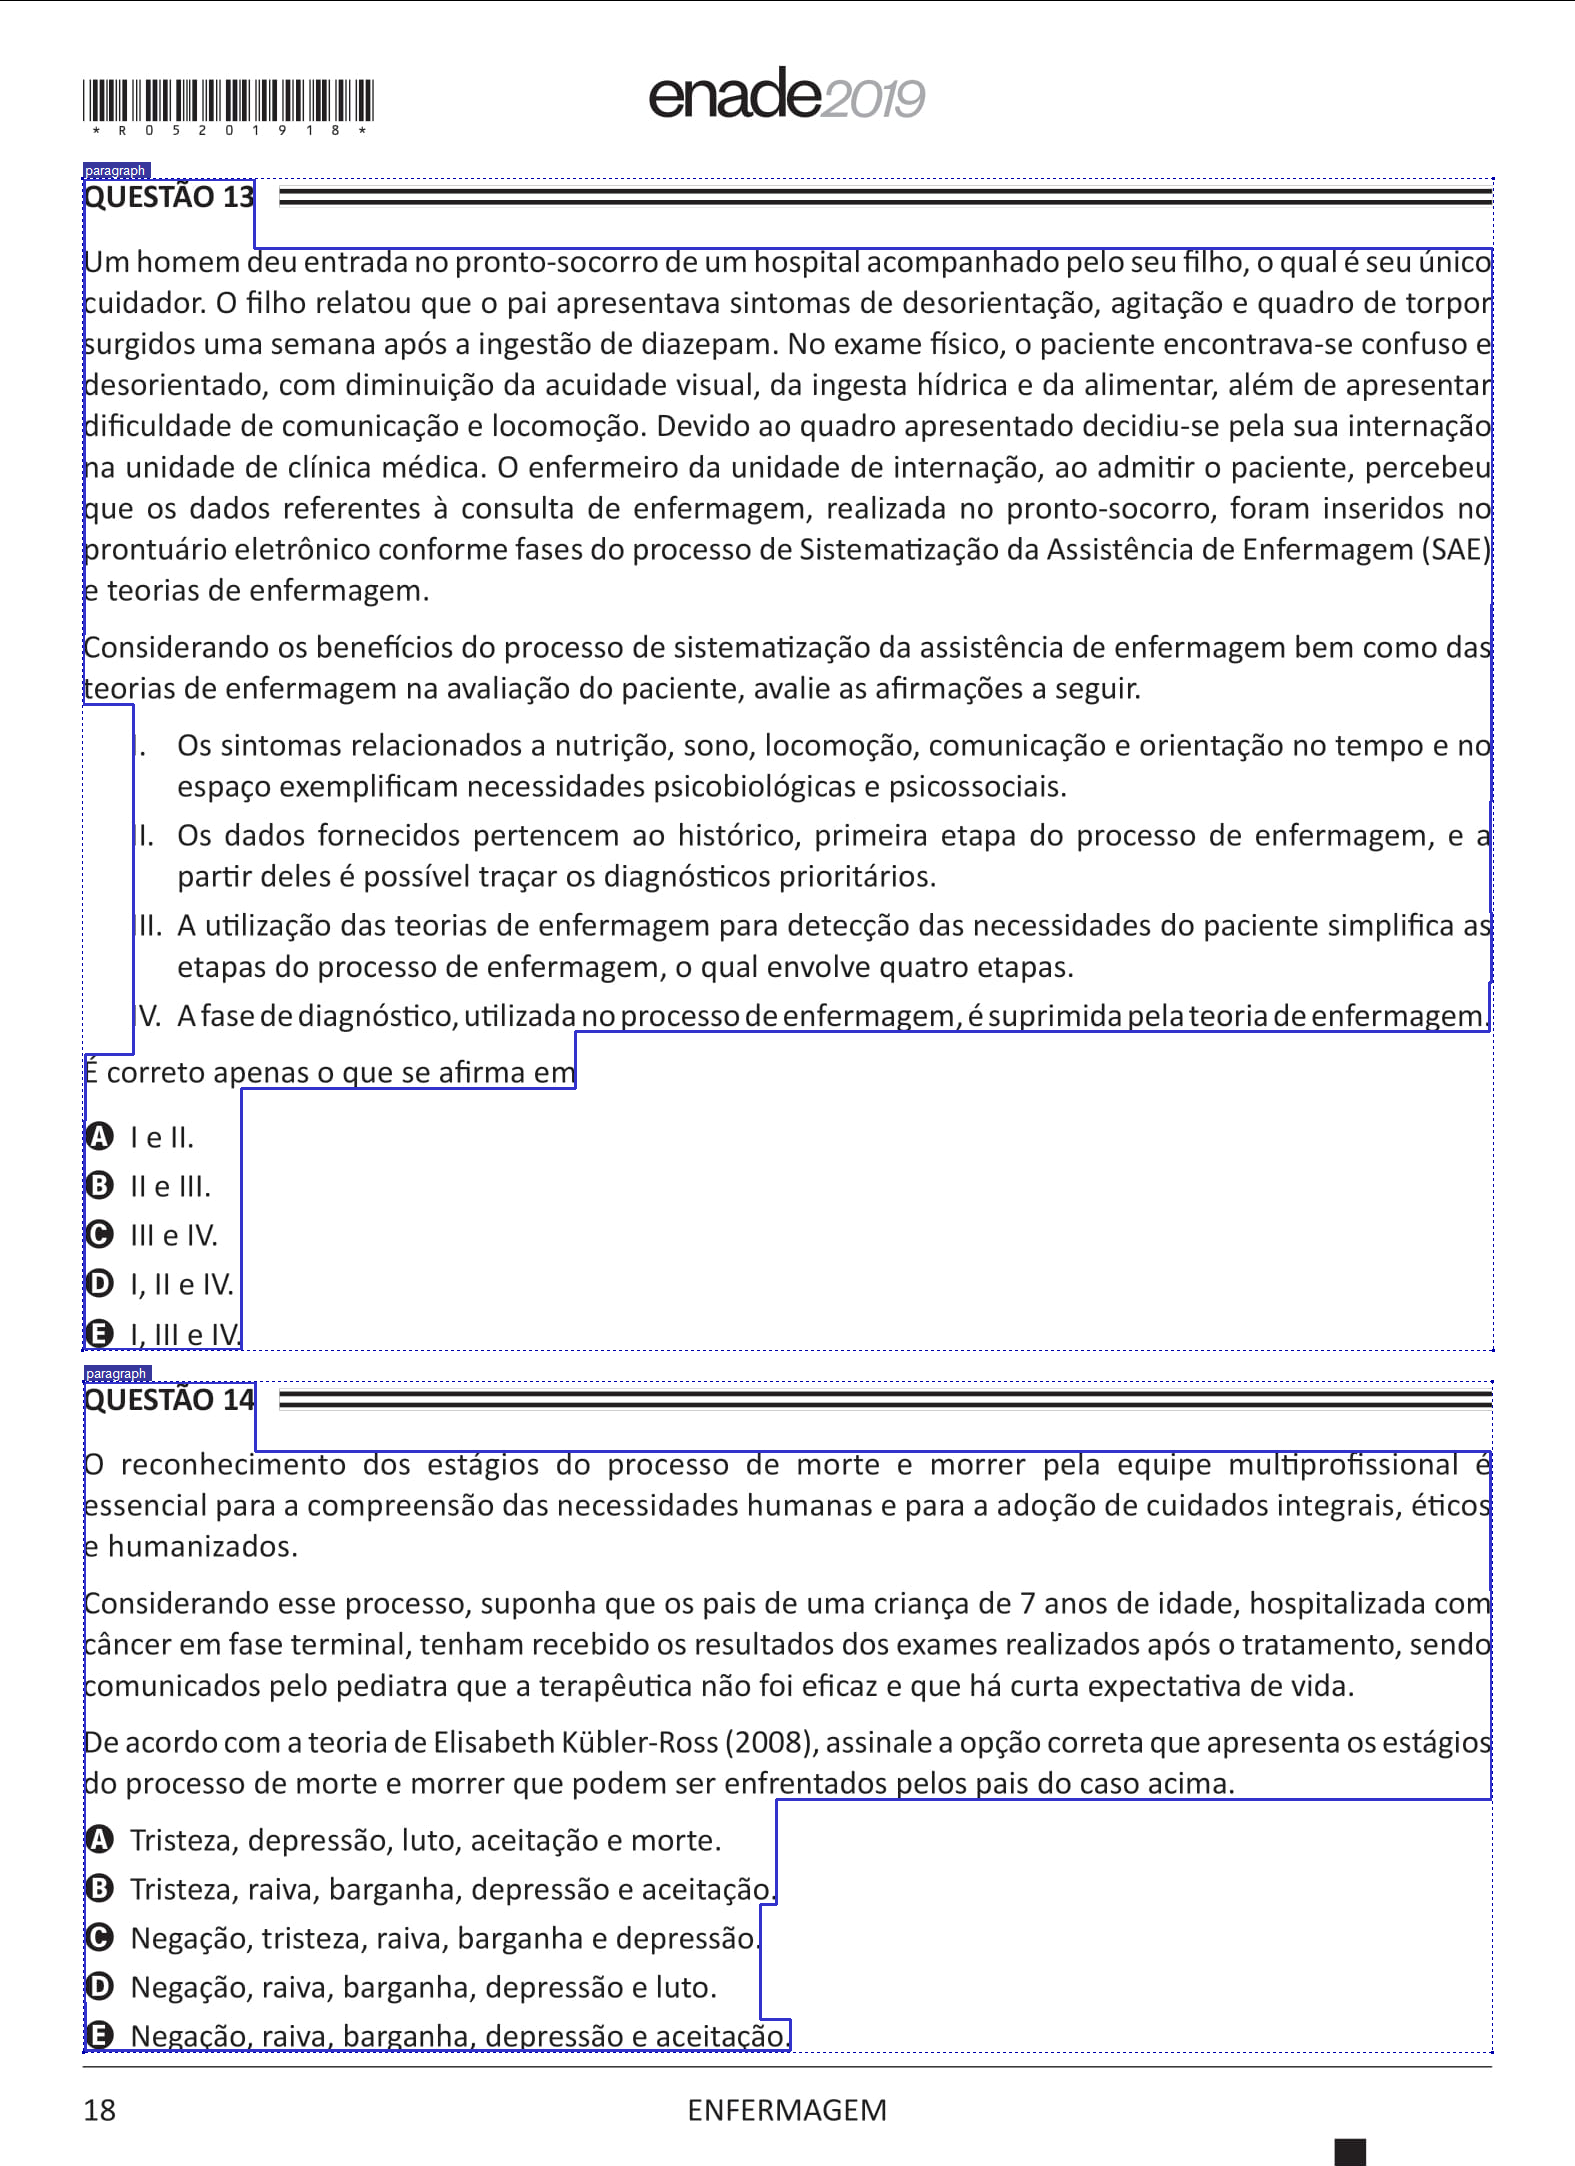 *R05201918*
enade2019
paragraph
QUESTÃO 13
Um homem deu entrada no pronto-socorro de um hospital acompanhado pelo seu filho, o qual é seu único
cuidador. O filho relatou que o pai apresentava sintomas de desorientação, agitação e quadro de torpor
surgidos uma semana após a ingestão de diazepam. No exame físico, o paciente encontrava-se confuso e
desorientado, com diminuição da acuidade visual, da ingesta hídrica e da alimentar, além de apresentar
dificuldade de comunicação e locomoção. Devido ao quadro apresentado decidiu-se pela sua internação
na unidade de clínica médica. O enfermeiro da unidade de internação, ao admitir o paciente, percebeu
que os dados referentes à consulta de enfermagem, realizada no pronto-socorro, foram inseridos no
prontuário eletrônico conforme fases do processo de Sistematização da Assistência de Enfermagem (SAE)
e teorias de enfermagem.
Considerando os benefícios do processo de sistematização da assistência de enfermagem bem como das
teorias de enfermagem na avaliação do paciente, avalie as afirmações a seguir.
I. Os sintomas relacionados a nutrição, sono, locomoção, comunicação e orientação no tempo e no
espaço exemplificam necessidades psicobiológicas e psicossociais.
II. Os dados fornecidos pertencem ao histórico, primeira etapa do processo de enfermagem, e a
partir deles é possível traçar os diagnósticos prioritários.
III. A utilização das teorias de enfermagem para detecção das necessidades do paciente simplifica as
etapas do processo de enfermagem, o qual envolve quatro etapas.
IV. A fase de diagnóstico, utilizada no processo de enfermagem, é suprimida pela teoria de enfermagem.
É correto apenas o que se afirma em
A I e II.
B II e III.
C III e IV.
D I, II e IV.
E I, III e IV.
paragraph
QUESTÃO 14
O reconhecimento dos estágios do processo de morte e morrer pela equipe multiprofissional é
essencial para a compreensão das necessidades humanas e para a adoção de cuidados integrais, éticos
e humanizados.
Considerando esse processo, suponha que os pais de uma criança de 7 anos de idade, hospitalizada com
câncer em fase terminal, tenham recebido os resultados dos exames realizados após o tratamento, sendo
comunicados pelo pediatra que a terapêutica não foi eficaz e que há curta expectativa de vida.
De acordo com a teoria de Elisabeth Kübler-Ross (2008), assinale a opção correta que apresenta os estágios
do processo de morte e morrer que podem ser enfrentados pelos pais do caso acima.
A Tristeza, depressão, luto, aceitação e morte.
B Tristeza, raiva, barganha, depressão e aceitação.
C Negação, tristeza, raiva, barganha e depressão.
D Negação, raiva, barganha, depressão e luto.
E Negação, raiva, barganha, depressão e aceitação.
18
ENFERMAGEM